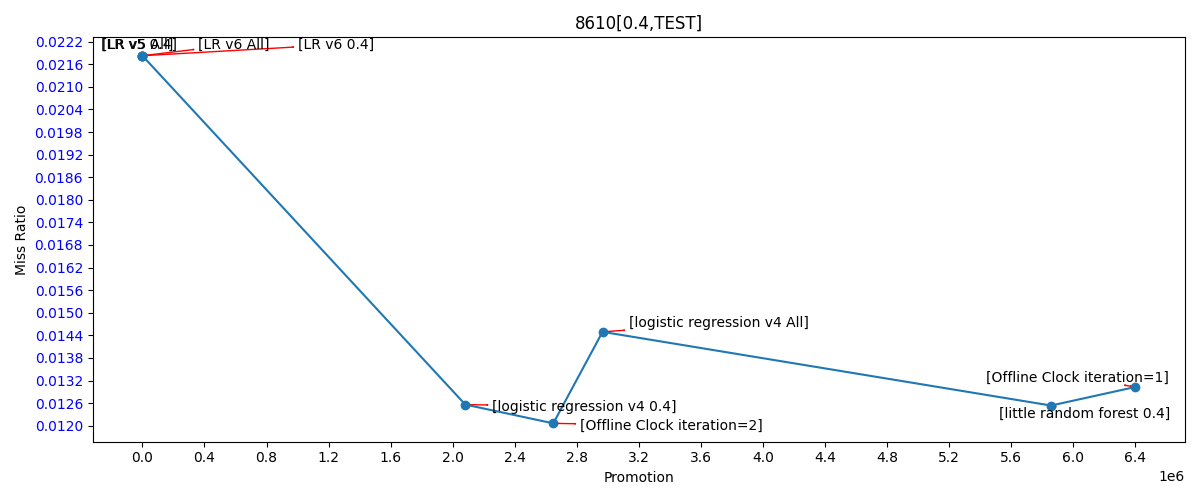 8610[0.4,TEST]
[LR v5 All]
[LR v5 0.4]
[LR v6 All]
[LR v6 0.4]
0.0222
0.0216
0.0210
0.0204
0.0198
0.0192
0.0186
0.0180
0.0174
0.0168
0.0162
0.0156
0.0150
0.0144
0.0138
0.0132
0.0126
0.0120
Miss Ratio
[logistic regression v4 All]
[Offline Clock iteration=1]
[logistic regression v4 0.4]
[little random forest 0.4]
[Offline Clock iteration=2]
0.0 0.4 0.8 1.2 1.6 2.0 2.4 2.8 3.2 3.6 4.0 4.4 4.8 5.2 5.6 6.0 6.4
1e6
Promotion